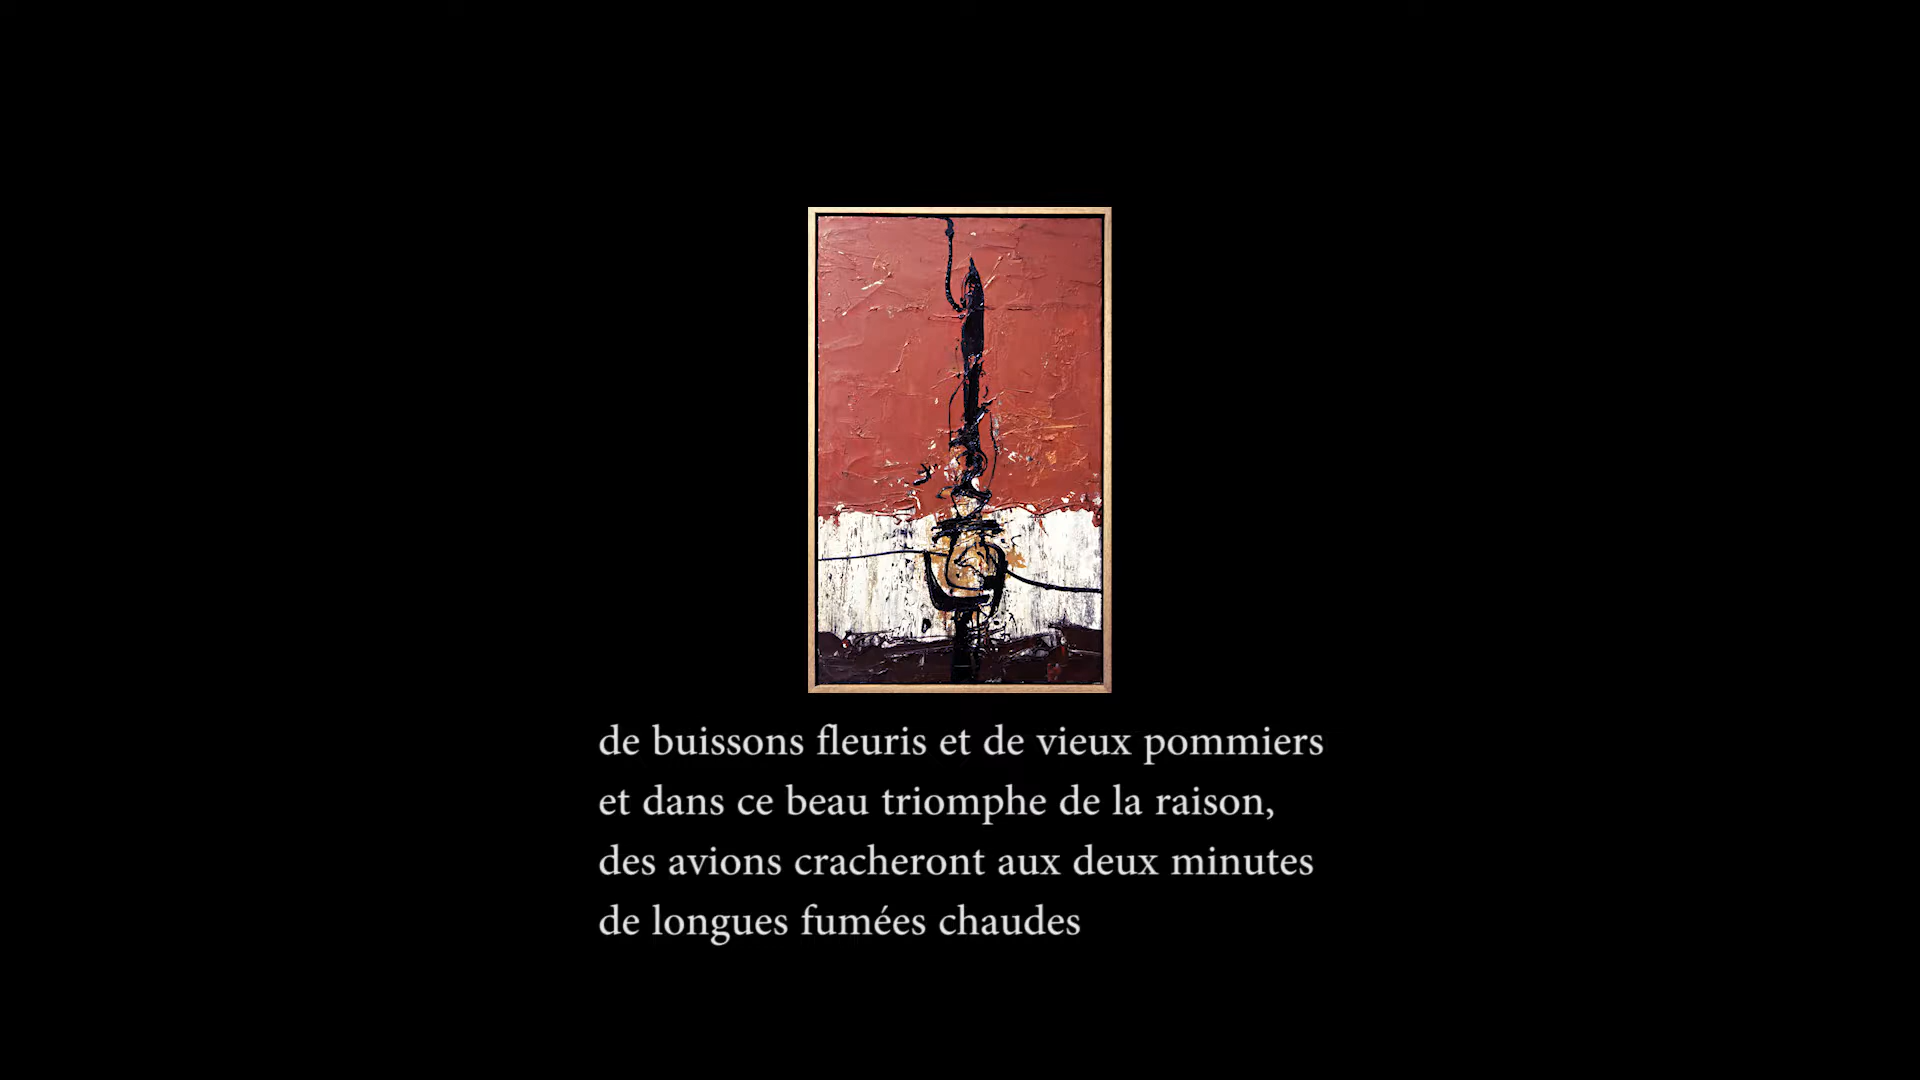 de buissons fleuris et de vieux pommiers
et dans ce beau triomphe de la raison,
des avions cracheront aux deux minutes
de longues fumées chaudes